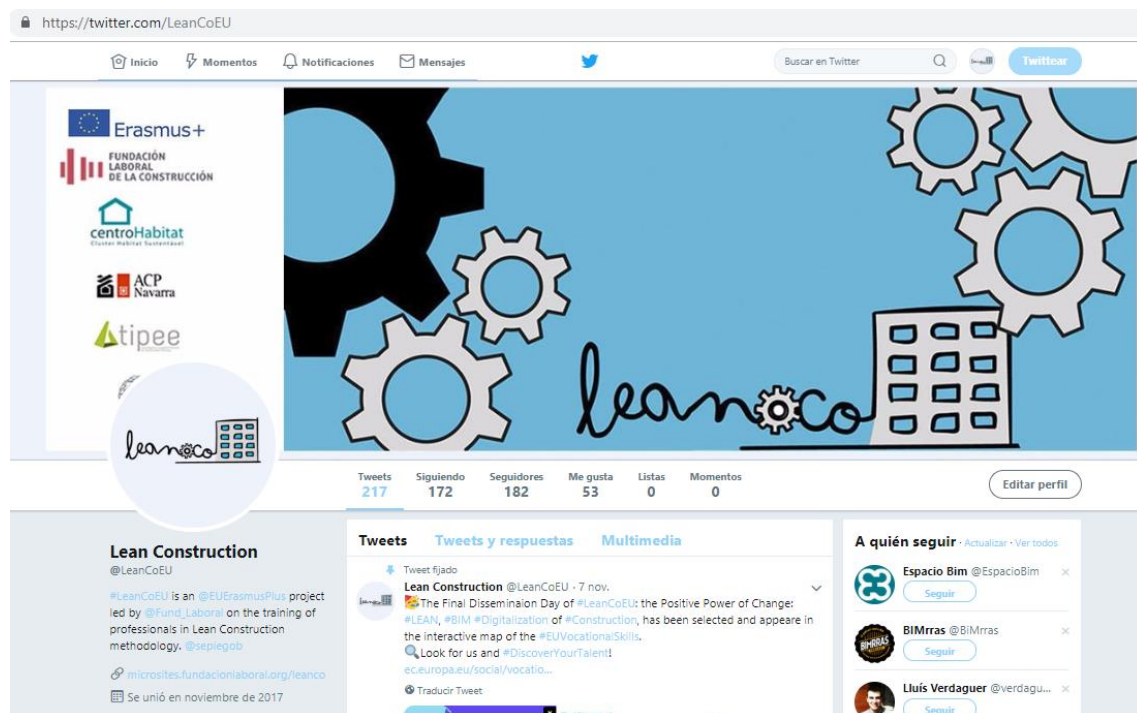 https://twitter.com/LeanCoEU
Inicio Momentos Notificaciones Mensajes Buscar en Twitter Twittear
Erasmus+
FUNDACIÓN
LABORAL
DE LA CONSTRUCCIÓN
centroHabitat
Cluster Habitat Sustentável
ACP
Navarra
tipee
leanco
leanco
Tweets Siguiendo Seguidores Me gusta Listas Momentos
217 172 182 53 0 0
Editar perfil
Lean Construction
@LeanCoEU
#LeanCoEU is an @EUErasmusPlus project
led by @Fund_Laboral on the training of
professionals in Lean Construction
methodology. @sepiegob
microsites.fundacionlaboral.org/leanco
Se unió en noviembre de 2017
Tweets Tweets y respuestas Multimedia
Tweet fijado
Lean Construction @LeanCoEU · 7 nov.
The Final Disseminaion Day of #LeanCoEU: the Positive Power of Change:
#LEAN, #BIM #Digitalization of #Construction, has been selected and appeare in
the interactive map of the #EUVocationalSkills.
Look for us and #DiscoverYourTalent!
ec.europa.eu/social/vocatio...
Traducir Tweet
A quién seguir · Actualizar · Ver todos
Espacio Bim @EspacioBim
Seguir
BIMrras @BiMrras
BIMRRAS
Seguir
Lluís Verdaguer @verdagu...
Seguir